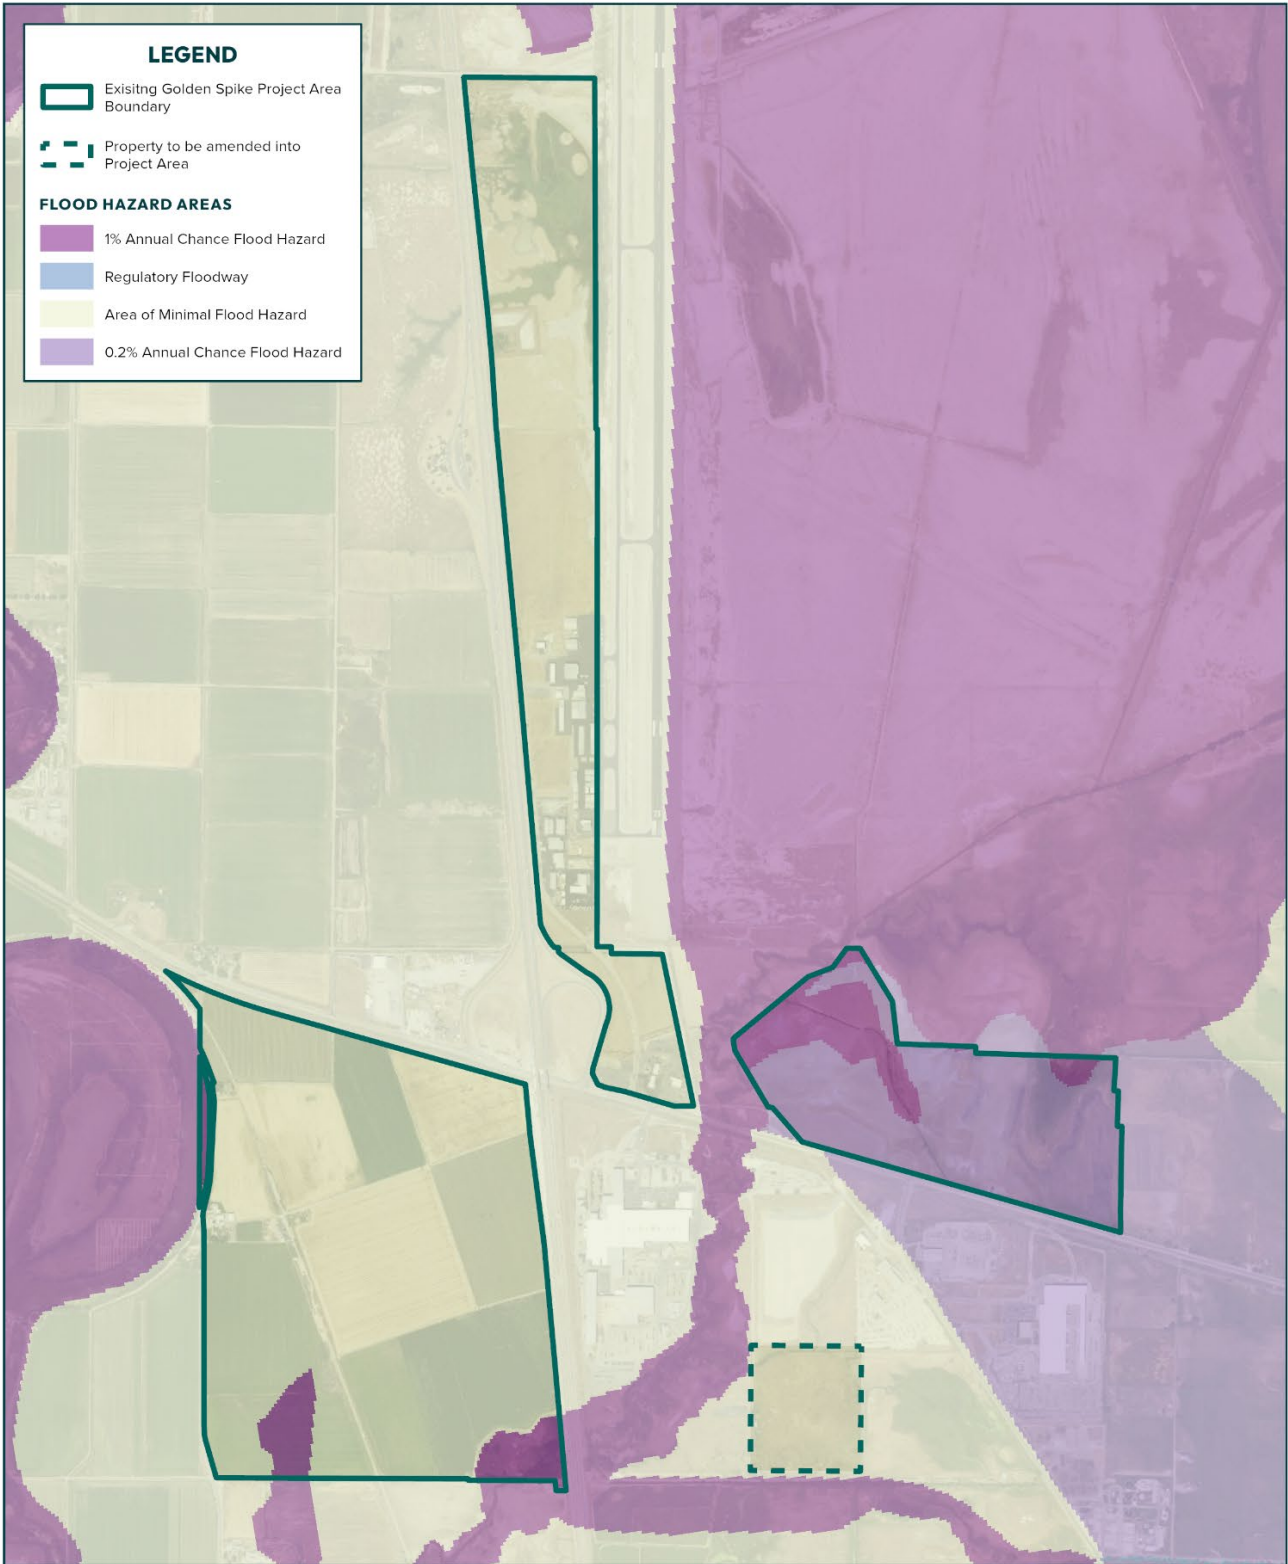 LEGEND
Exisitng Golden Spike Project Area
Boundary
Property to be amended into
Project Area
FLOOD HAZARD AREAS
1% Annual Chance Flood Hazard
Regulatory Floodway
Area of Minimal Flood Hazard
0.2% Annual Chance Flood Hazard